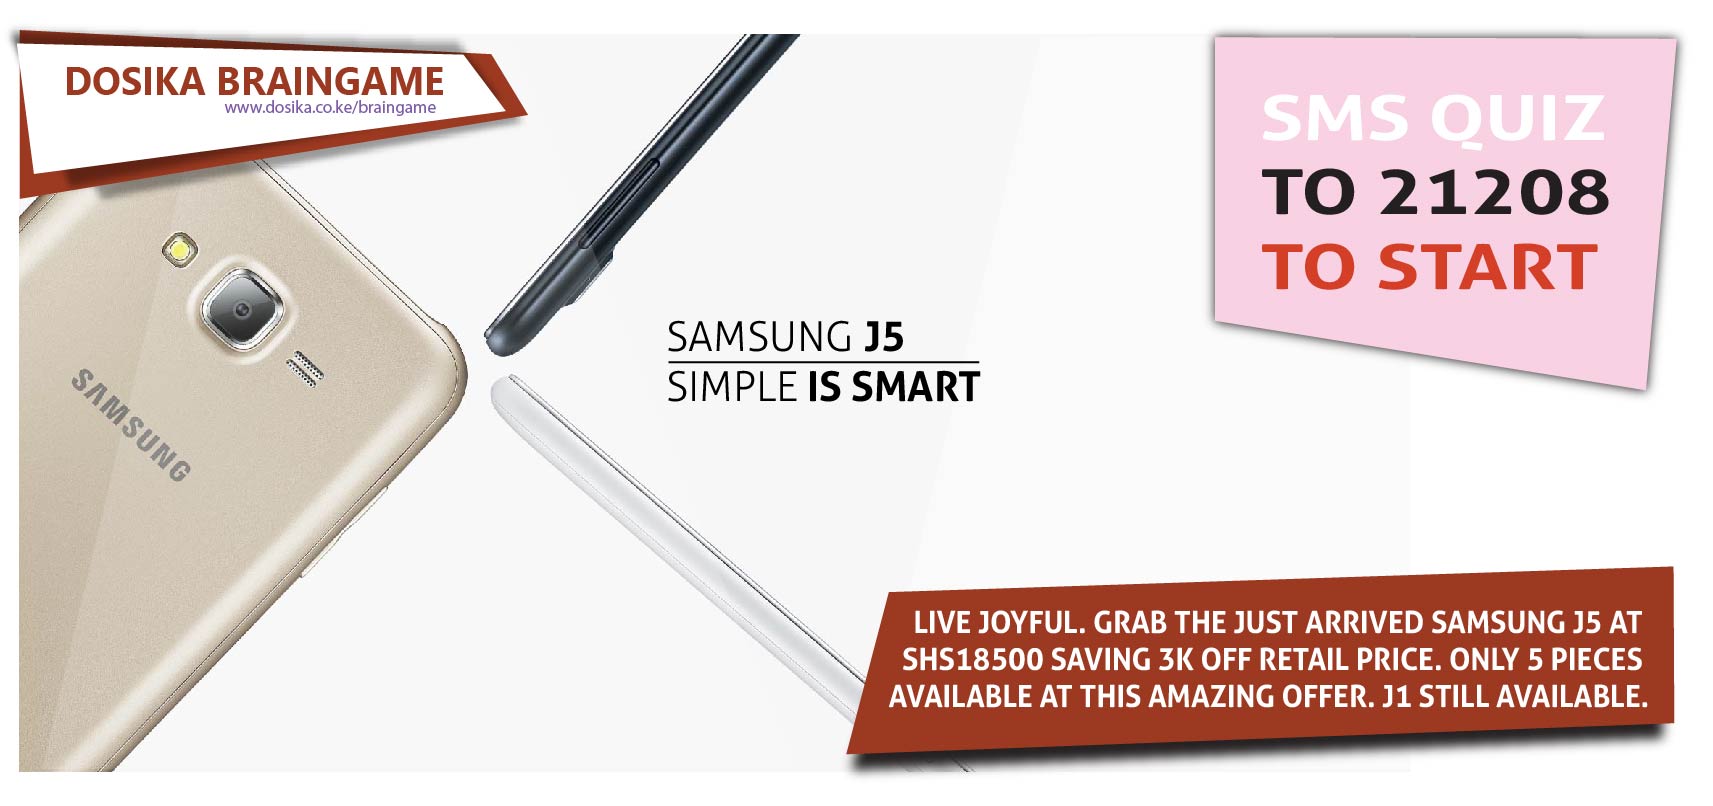 DOSIKA BRAINGAME
www.dosika.co.ke/braingame
SMS QUIZ
TO 21208
TO START
SAMSUNG
SAMSUNG J5
SIMPLE IS SMART
LIVE JOYFUL. GRAB THE JUST ARRIVED SAMSUNG J5 AT
SHS18500 SAVING 3K OFF RETAIL PRICE. ONLY 5 PIECES
AVAILABLE AT THIS AMAZING OFFER. J1 STILL AVAILABLE.